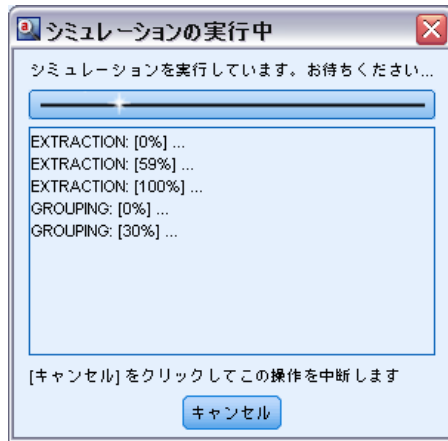 シミュレーションの実行中
シミュレーションを実行しています。お待ちください...
EXTRACTION: [0%] ...
EXTRACTION: [59%] ...
EXTRACTION: [100%] ...
GROUPING: [0%] ...
GROUPING: [30%] ...
[キャンセル] をクリックしてこの操作を中断します
キャンセル